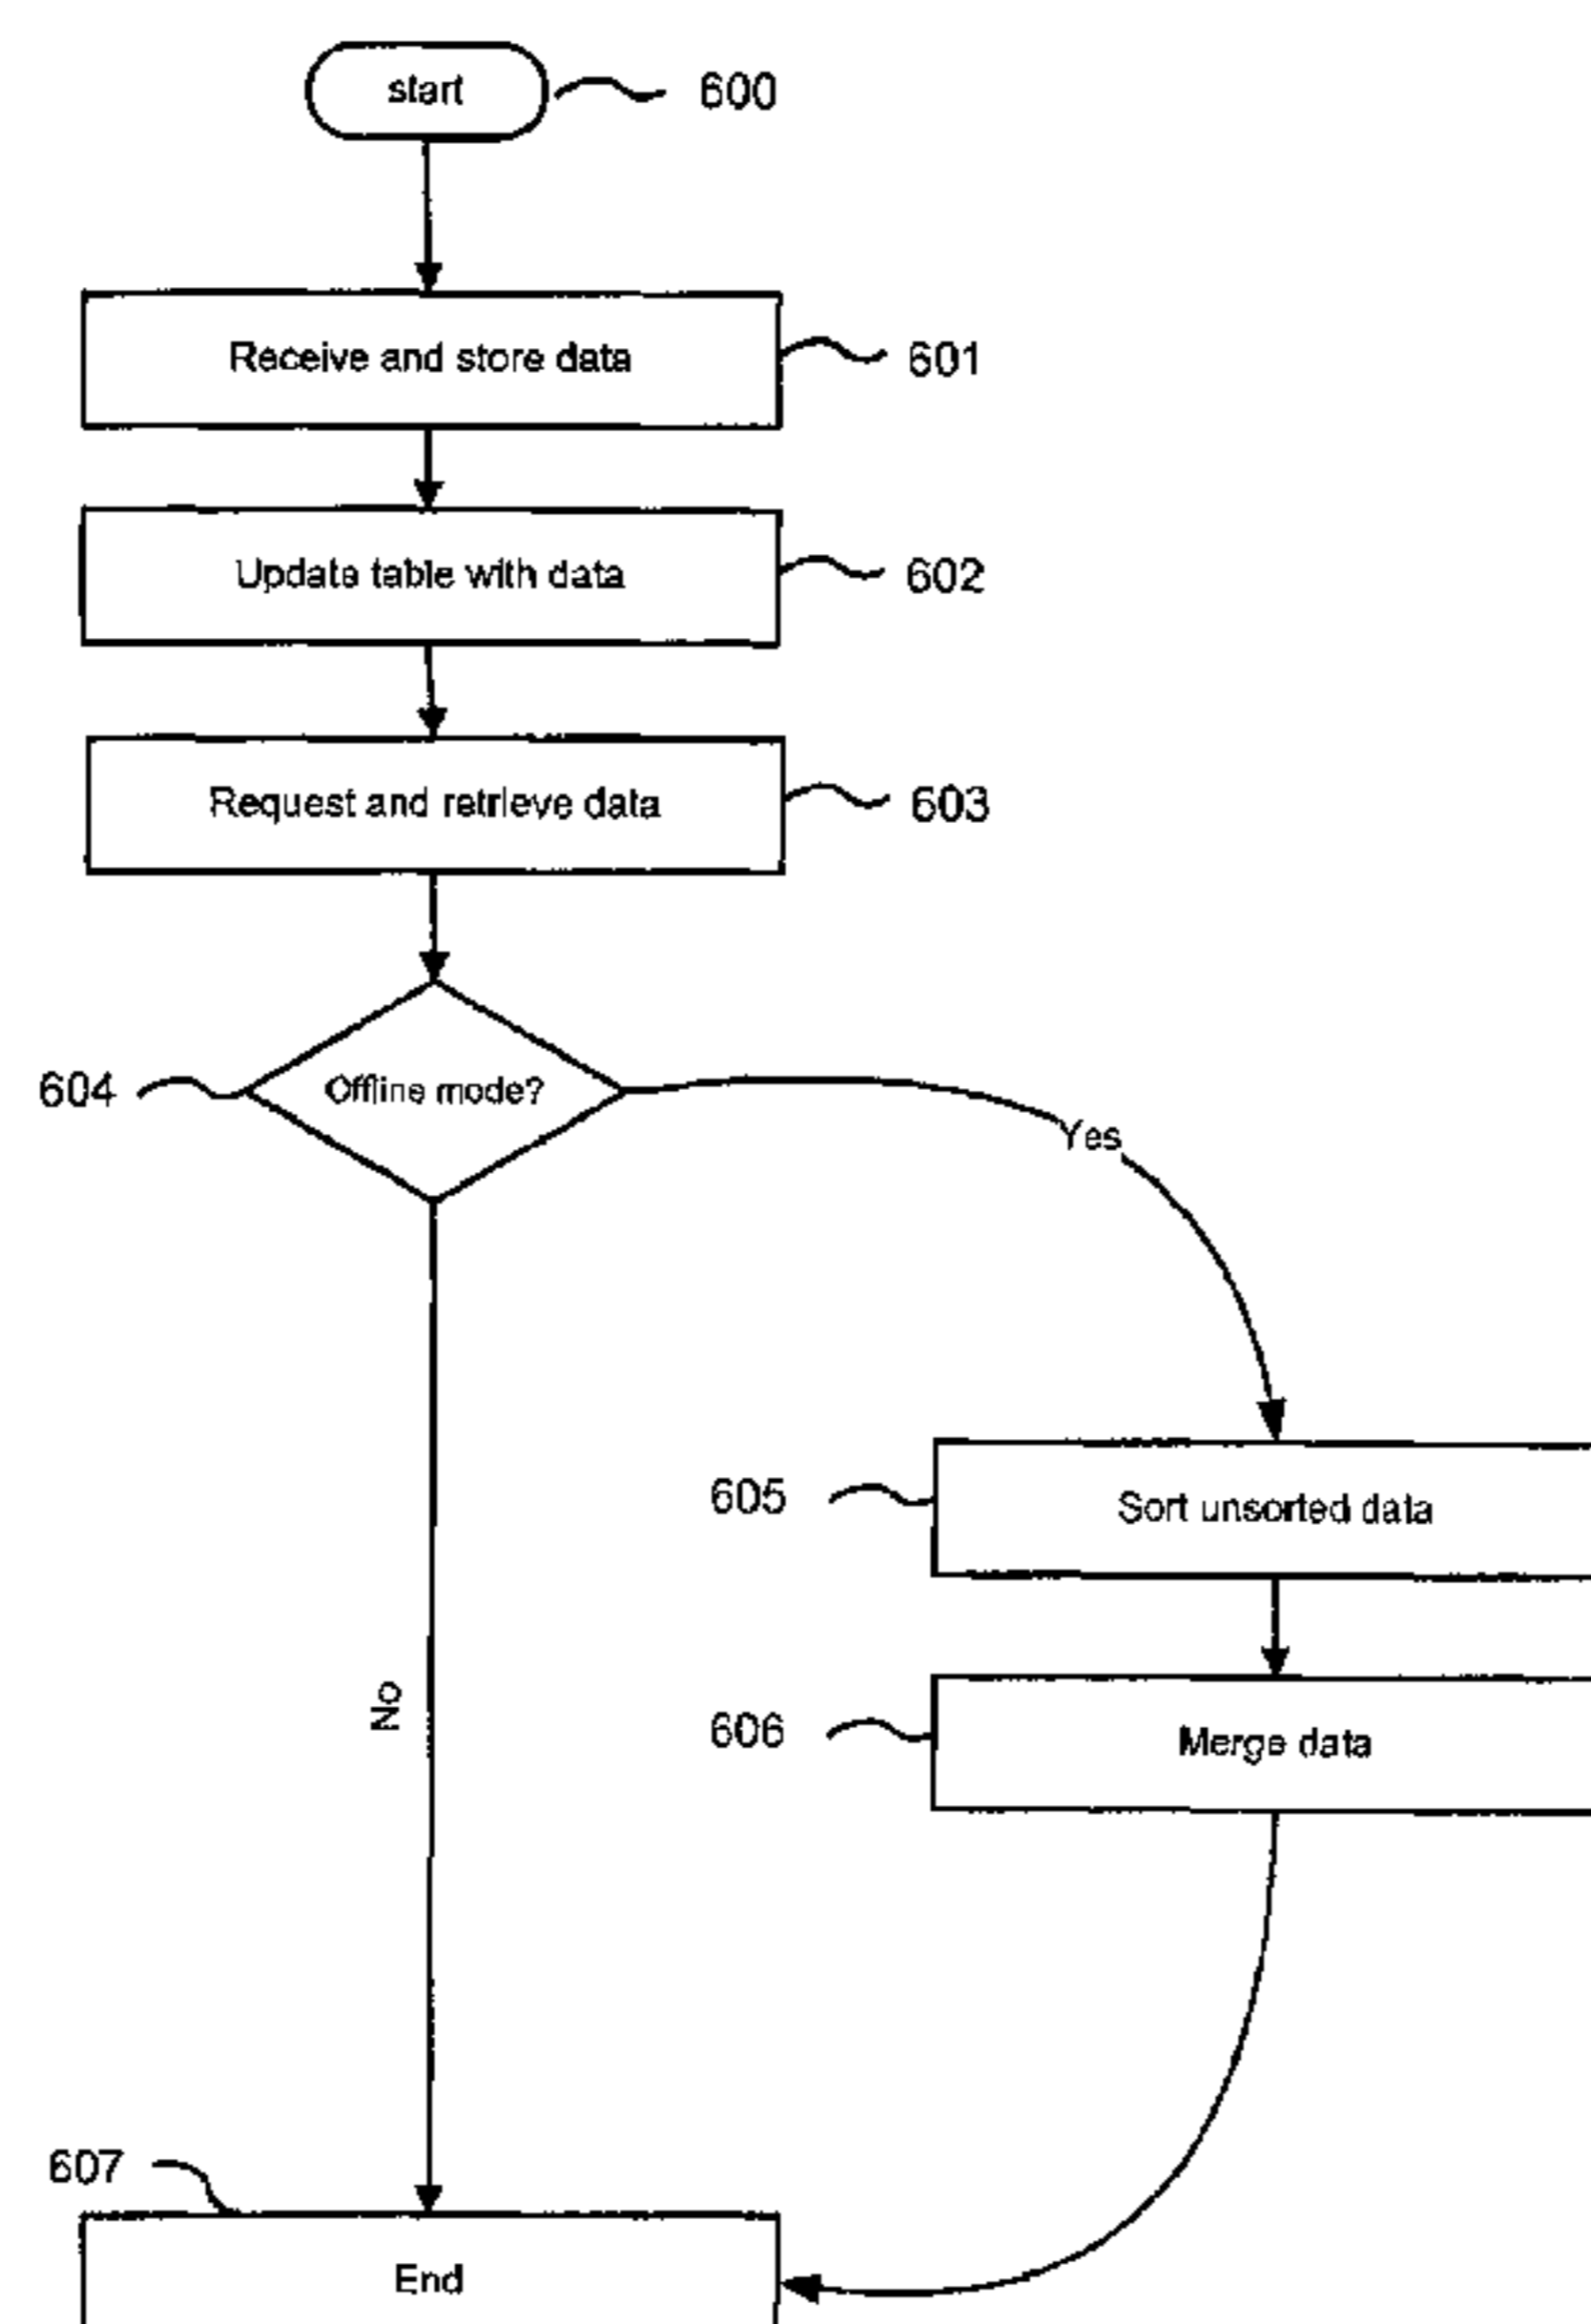 start
600
Receive and store data
601
Update table with data
602
Request and retrieve data
603
604
Offline mode?
Yes
605
Sort unsorted data
No
606
Merge data
607
End